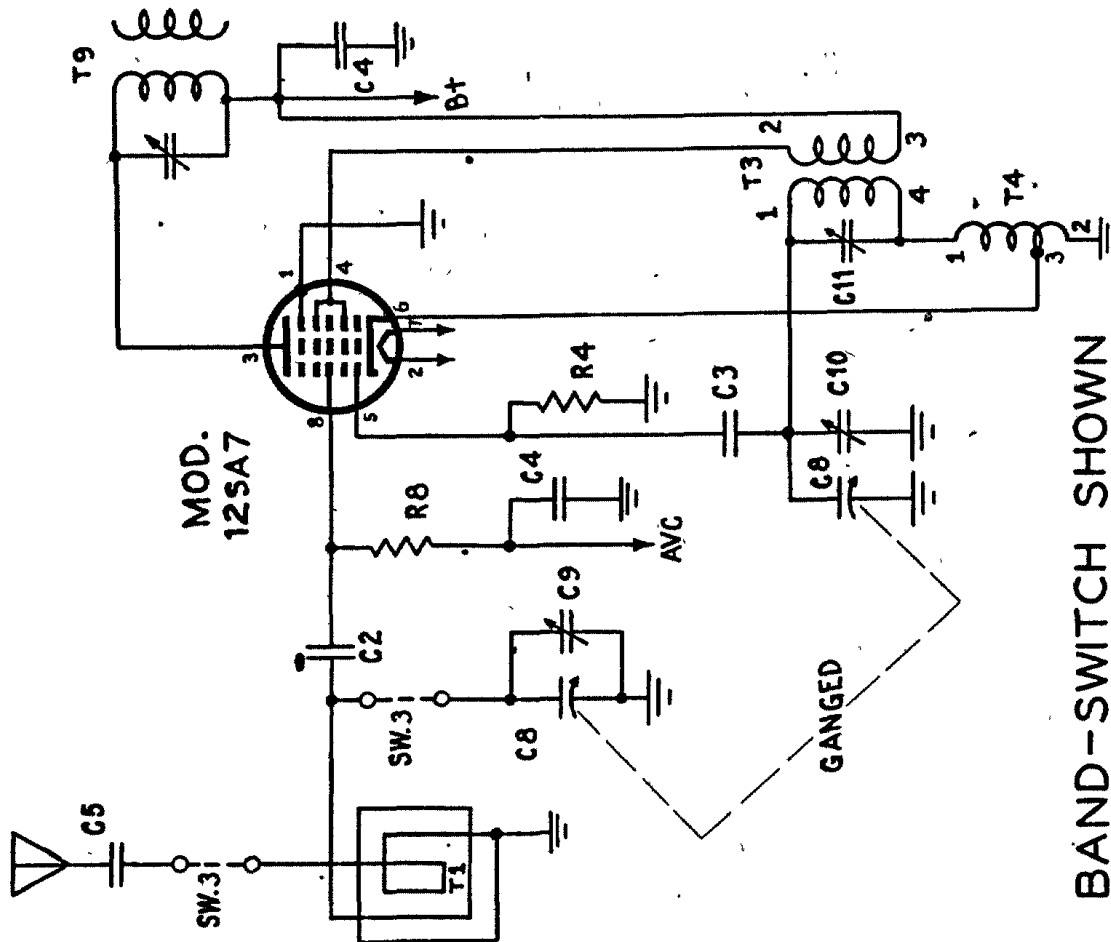 T9
C4
B+
1
4
3
MOD.
12SA7
8
5
7
6
2
R4
R8
C4
AVC
C3
C2
C5
SW.3
SW.3
C9
C8
T1
GANGED
C8
C10
C11
T3
1
2
3
4
T4
1
3
2
BAND-SWITCH SHOWN